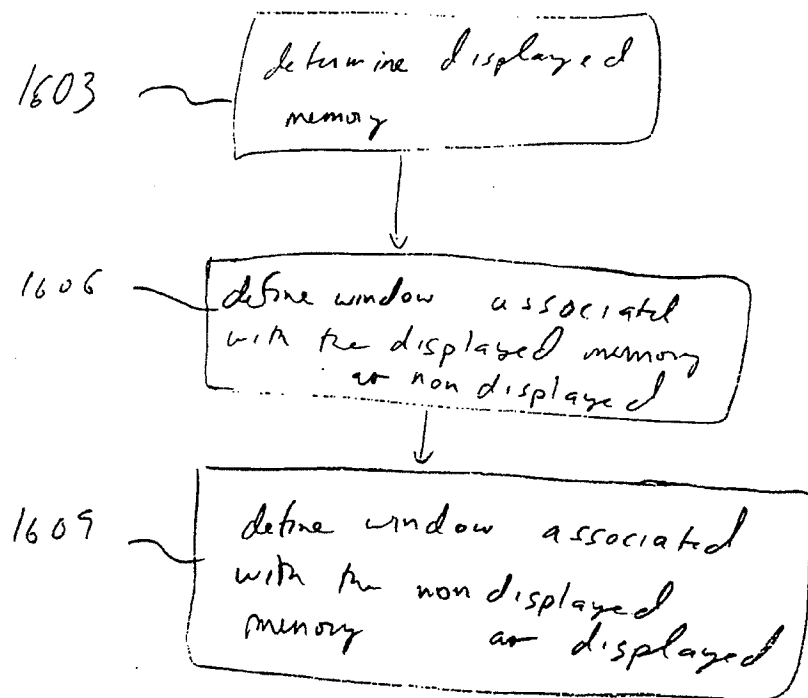 1603
determine displayed
memory
1606
define window associated
with the displayed memory
as non displayed
1609
define window associated
with the non displayed
memory as displayed